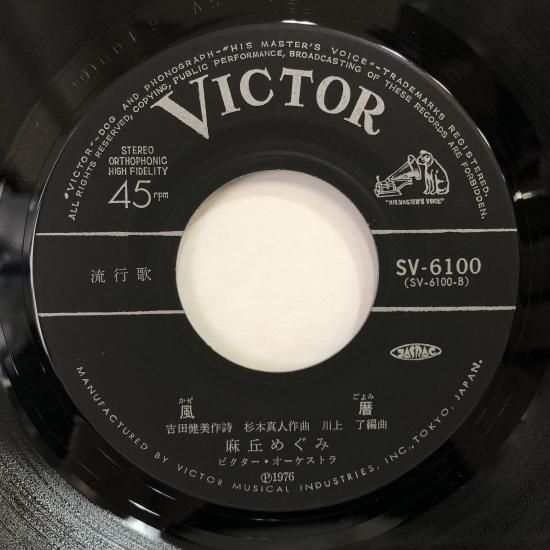 "VICTOR"-DOG AND PHONOGRAPH-"HIS MASTER'S VOICE"-TRADEMARKS REGISTERED.
ALL RIGHTS RESERVED, COPYING, PUBLIC PERFORMANCE, BROADCASTING OF THESE RECORDS ARE FORBIDDEN.
VICTOR
STEREO
ORTHOPHONIC
HIGH FIDELITY
45rpm
"HIS MASTER'S VOICE"
流行歌
SV-6100
(SV-6100-B)
JASRAC
かぜ ごよみ
風暦
吉田健美作詩 杉本真人作曲 川上 了編曲
麻丘めぐみ
ビクター・オーケストラ
Ⓟ1976
MANUFACTURED BY VICTOR MUSICAL INDUSTRIES, INC., TOKYO, JAPAN.